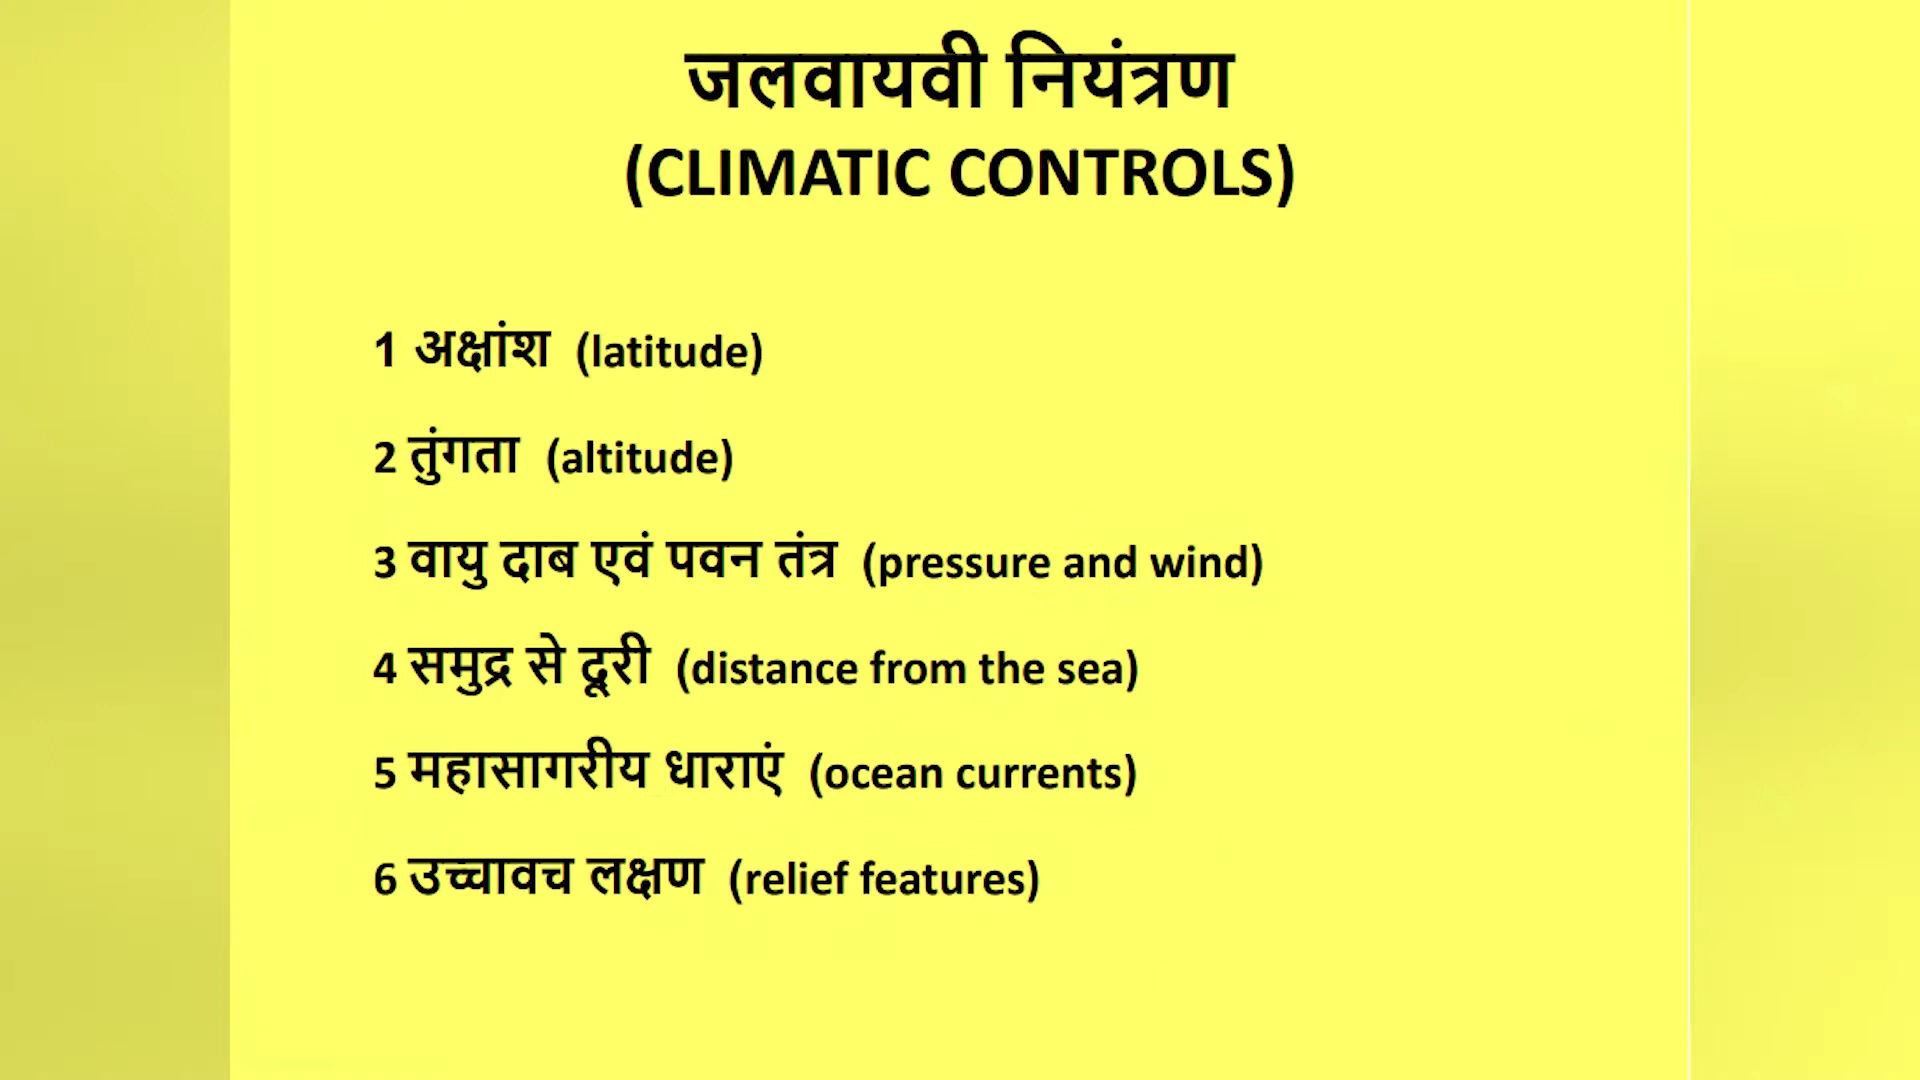 जलवायवी नियंत्रण
(CLIMATIC CONTROLS)
1 अक्षांश (latitude)
2 तुंगता (altitude)
3 वायु दाब एवं पवन तंत्र (pressure and wind)
4 समुद्र से दूरी (distance from the sea)
5 महासागरीय धाराएं (ocean currents)
6 उच्चावच लक्षण (relief features)